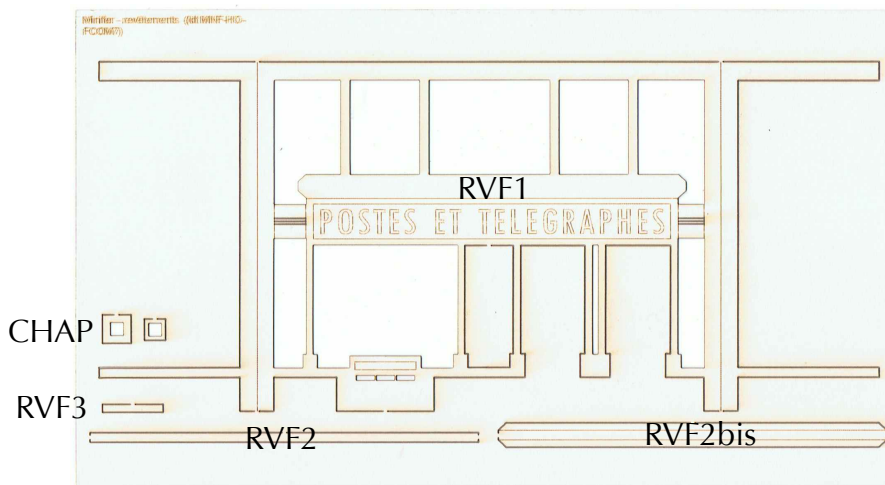 RVF1
POSTES ET TELEGRAPHES
CHAP
RVF3
RVF2
RVF2bis